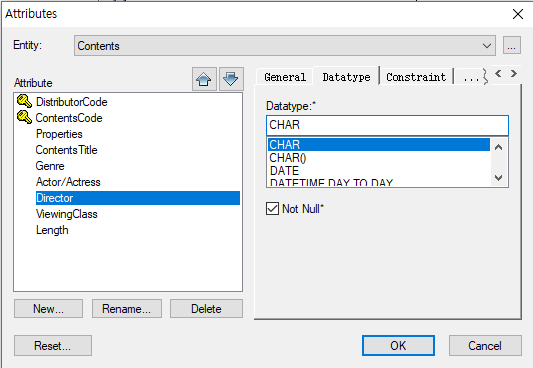 Attributes
Entity:
Contents
...
Attribute
DistributorCode
ContentsCode
Properties
ContentsTitle
Genre
Actor/Actress
Director
ViewingClass
Length
New...
Rename...
Delete
General
Datatype
Constraint
...
Datatype:*
CHAR
CHAR
CHAR()
DATE
DATETIME DAY TO DAY
Not Null*
Reset...
OK
Cancel